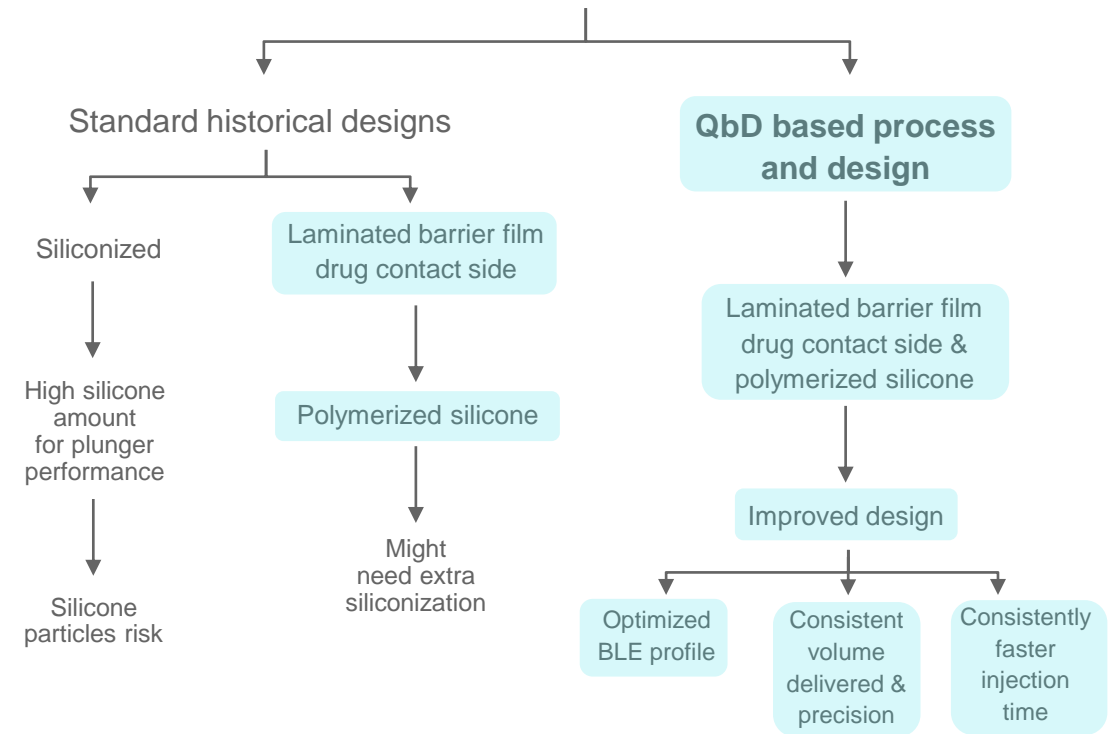 Standard historical designs
QbD based process
and design
Siliconized
Laminated barrier film
drug contact side
Laminated barrier film
drug contact side &
polymerized silicone
High silicone
amount
for plunger
performance
Polymerized silicone
Improved design
Might
need extra
siliconization
Silicone
particles risk
Optimized
BLE profile
Consistent
volume
delivered &
precision
Consistently
faster
injection
time